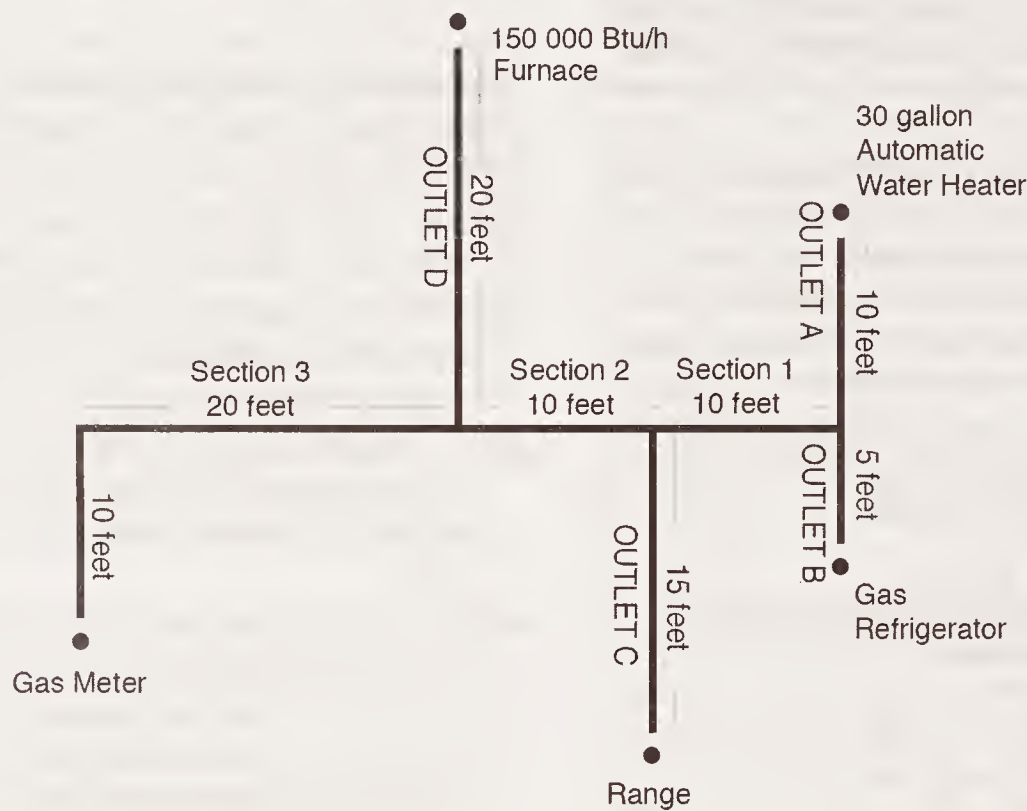 150 000 Btu/h
Furnace
30 gallon
Automatic
Water Heater
OUTLET D
20 feet
OUTLET A
10 feet
Section 3
20 feet
Section 2
10 feet
Section 1
10 feet
10 feet
OUTLET C
15 feet
OUTLET B
5 feet
Gas
Refrigerator
Gas Meter
Range